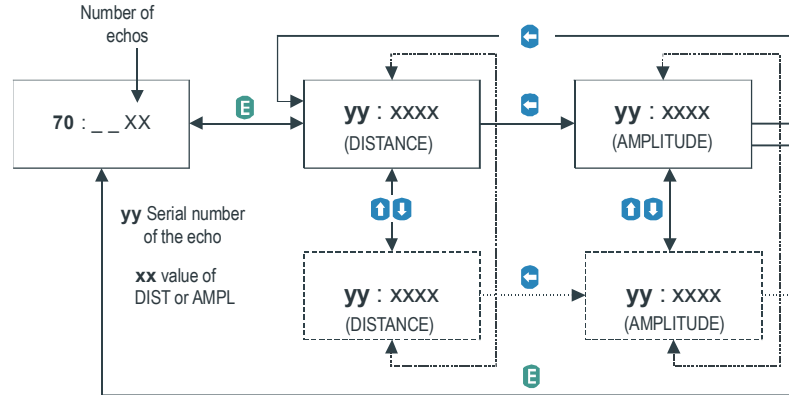 Number of
echos
70 : _ _ XX
E
yy : xxxx
(DISTANCE)
yy : xxxx
(AMPLITUDE)
yy Serial number
of the echo
xx value of
DIST or AMPL
yy : xxxx
(DISTANCE)
yy : xxxx
(AMPLITUDE)
E